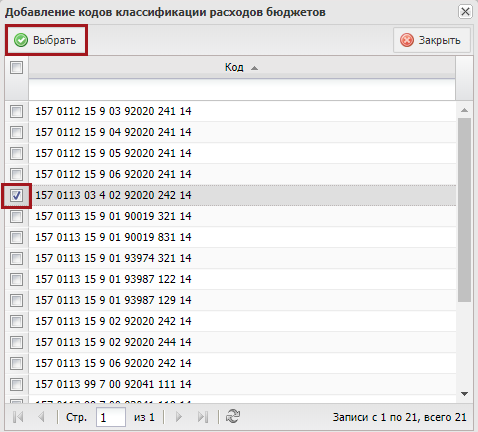 Добавление кодов классификации расходов бюджетов
Выбрать
Закрыть
Код
157 0112 15 9 03 92020 241 14
157 0112 15 9 04 92020 241 14
157 0112 15 9 05 92020 241 14
157 0112 15 9 06 92020 241 14
157 0113 03 4 02 92020 242 14
157 0113 15 9 01 90019 321 14
157 0113 15 9 01 90019 831 14
157 0113 15 9 01 93974 321 14
157 0113 15 9 01 93987 122 14
157 0113 15 9 01 93987 129 14
157 0113 15 9 02 92020 242 14
157 0113 15 9 02 92020 244 14
157 0113 15 9 06 92020 242 14
157 0113 99 7 00 92041 111 14
Стр. 1 из 1 Записи с 1 по 21, всего 21